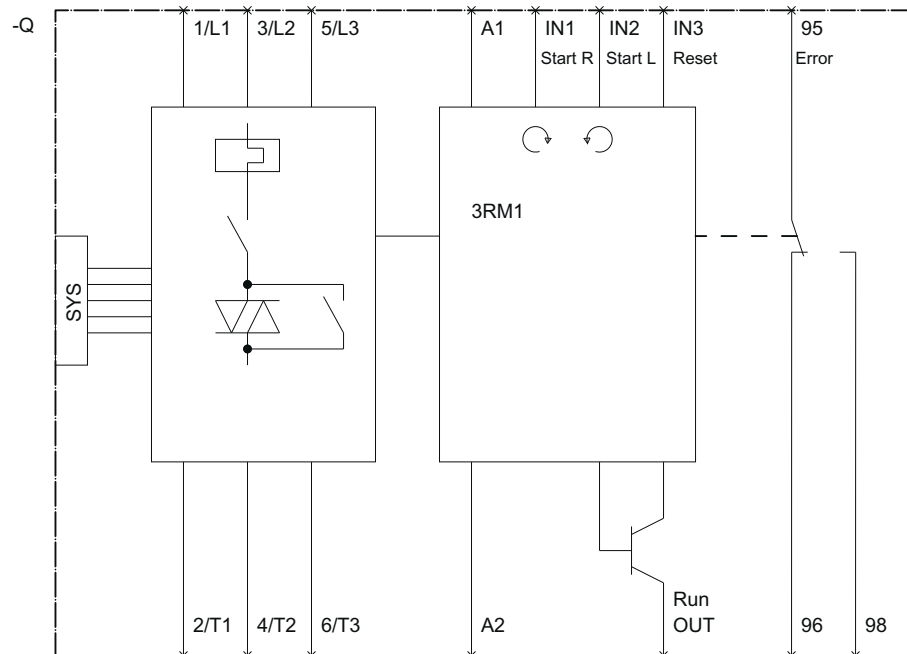 -Q
1/L1 3/L2 5/L3 A1 IN1 IN2 IN3 95
Start R Start L Reset Error
3RM1
SYS
Run
2/T1 4/T2 6/T3 A2 OUT 96 98